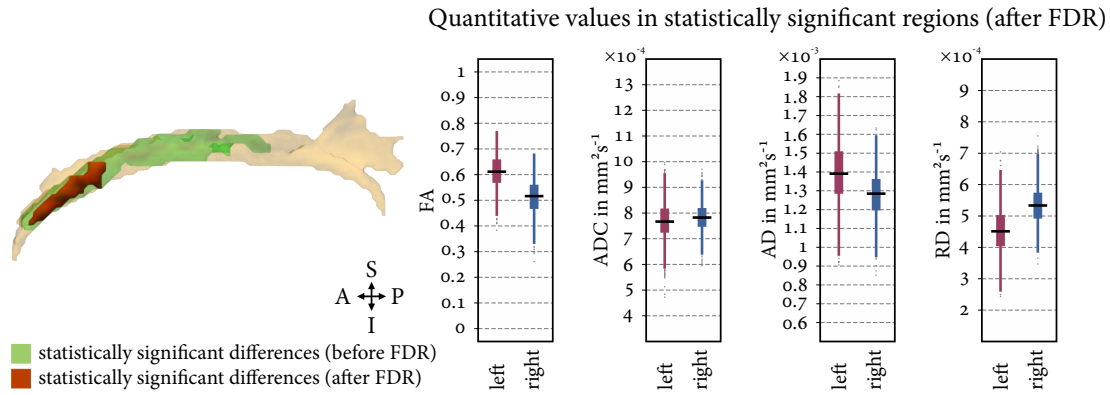 Quantitative values in statistically significant regions (after FDR)
×10⁻⁴
×10⁻³
×10⁻⁴
FA
1
0.9
0.8
0.7
0.6
0.5
0.4
0.3
0.2
0.1
0
left
right
ADC in mm²s⁻¹
13
12
11
10
9
8
7
6
5
4
left
right
AD in mm²s⁻¹
1.9
1.8
1.7
1.6
1.5
1.4
1.3
1.2
1.1
1
0.9
0.8
0.7
0.6
left
right
RD in mm²s⁻¹
9
8
7
6
5
4
3
2
left
right
S
A P
I
statistically significant differences (before FDR)
statistically significant differences (after FDR)